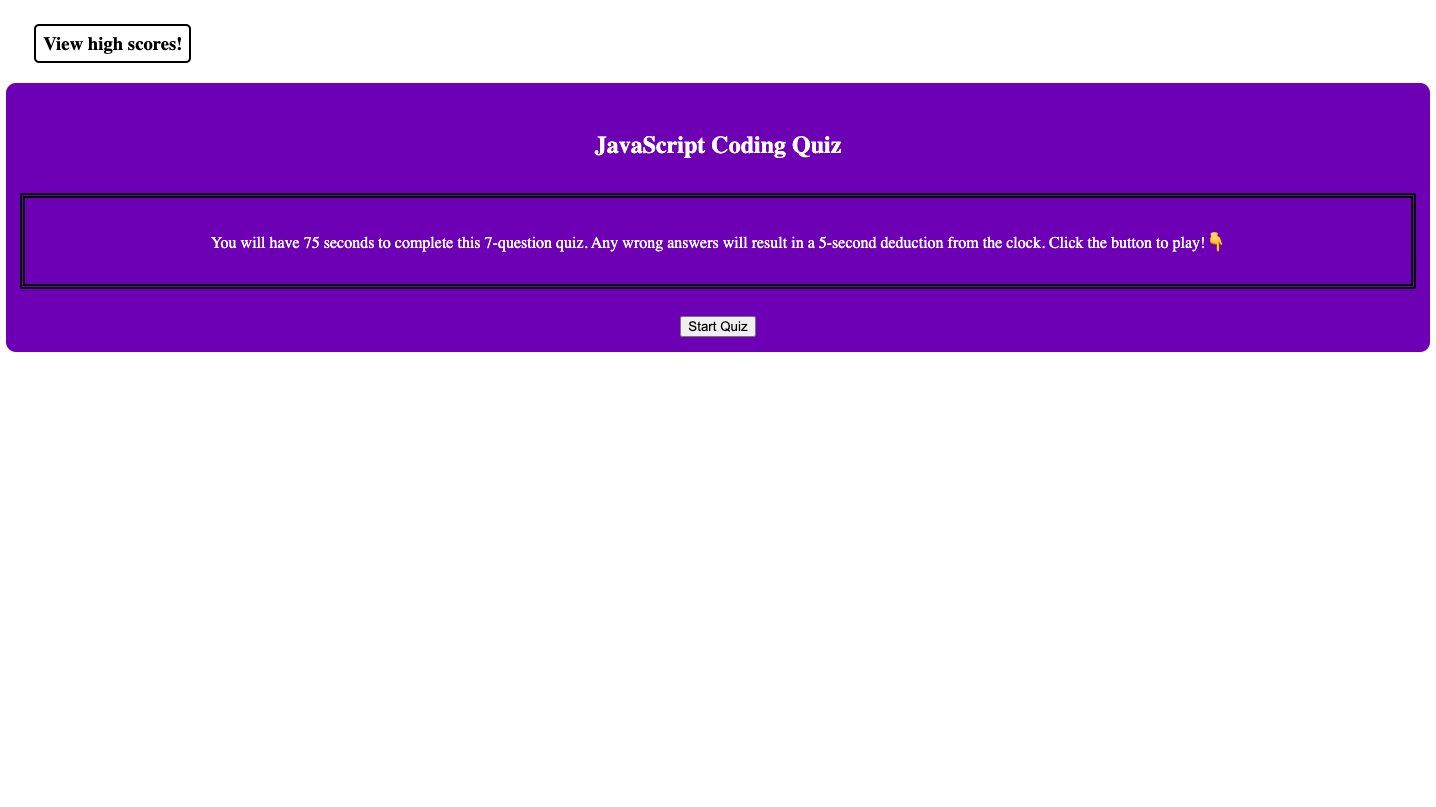 View high scores!
JavaScript Coding Quiz
You will have 75 seconds to complete this 7-question quiz. Any wrong answers will result in a 5-second deduction from the clock. Click the button to play!👇
Start Quiz